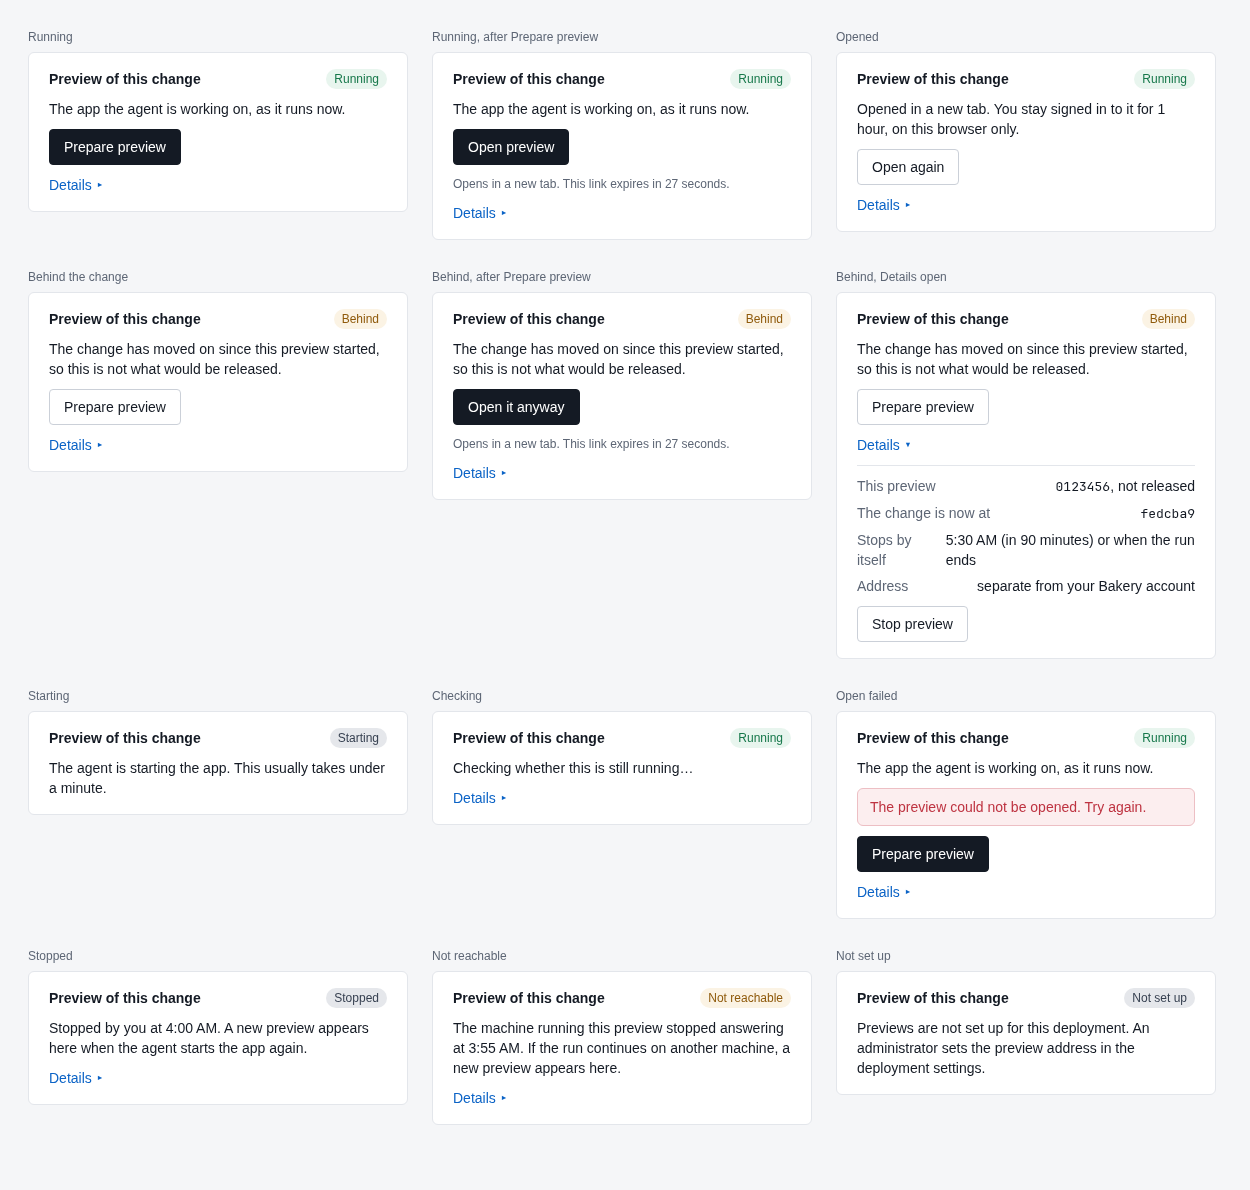 Running
Preview of this change
Running
The app the agent is working on, as it runs now.
Prepare preview
Details ▸
Running, after Prepare preview
Preview of this change
Running
The app the agent is working on, as it runs now.
Open preview
Opens in a new tab. This link expires in 27 seconds.
Details ▸
Opened
Preview of this change
Running
Opened in a new tab. You stay signed in to it for 1
hour, on this browser only.
Open again
Details ▸
Behind the change
Preview of this change
Behind
The change has moved on since this preview started,
so this is not what would be released.
Prepare preview
Details ▸
Behind, after Prepare preview
Preview of this change
Behind
The change has moved on since this preview started,
so this is not what would be released.
Open it anyway
Opens in a new tab. This link expires in 27 seconds.
Details ▸
Behind, Details open
Preview of this change
Behind
The change has moved on since this preview started,
so this is not what would be released.
Prepare preview
Details ▾
This preview 0123456, not released
The change is now at fedcba9
Stops by itself
5:30 AM (in 90 minutes) or when the run
ends
Address separate from your Bakery account
Stop preview
Starting
Preview of this change
Starting
The agent is starting the app. This usually takes under
a minute.
Checking
Preview of this change
Running
Checking whether this is still running…
Details ▸
Open failed
Preview of this change
Running
The app the agent is working on, as it runs now.
The preview could not be opened. Try again.
Prepare preview
Details ▸
Stopped
Preview of this change
Stopped
Stopped by you at 4:00 AM. A new preview appears
here when the agent starts the app again.
Details ▸
Not reachable
Preview of this change
Not reachable
The machine running this preview stopped answering
at 3:55 AM. If the run continues on another machine, a
new preview appears here.
Details ▸
Not set up
Preview of this change
Not set up
Previews are not set up for this deployment. An
administrator sets the preview address in the
deployment settings.